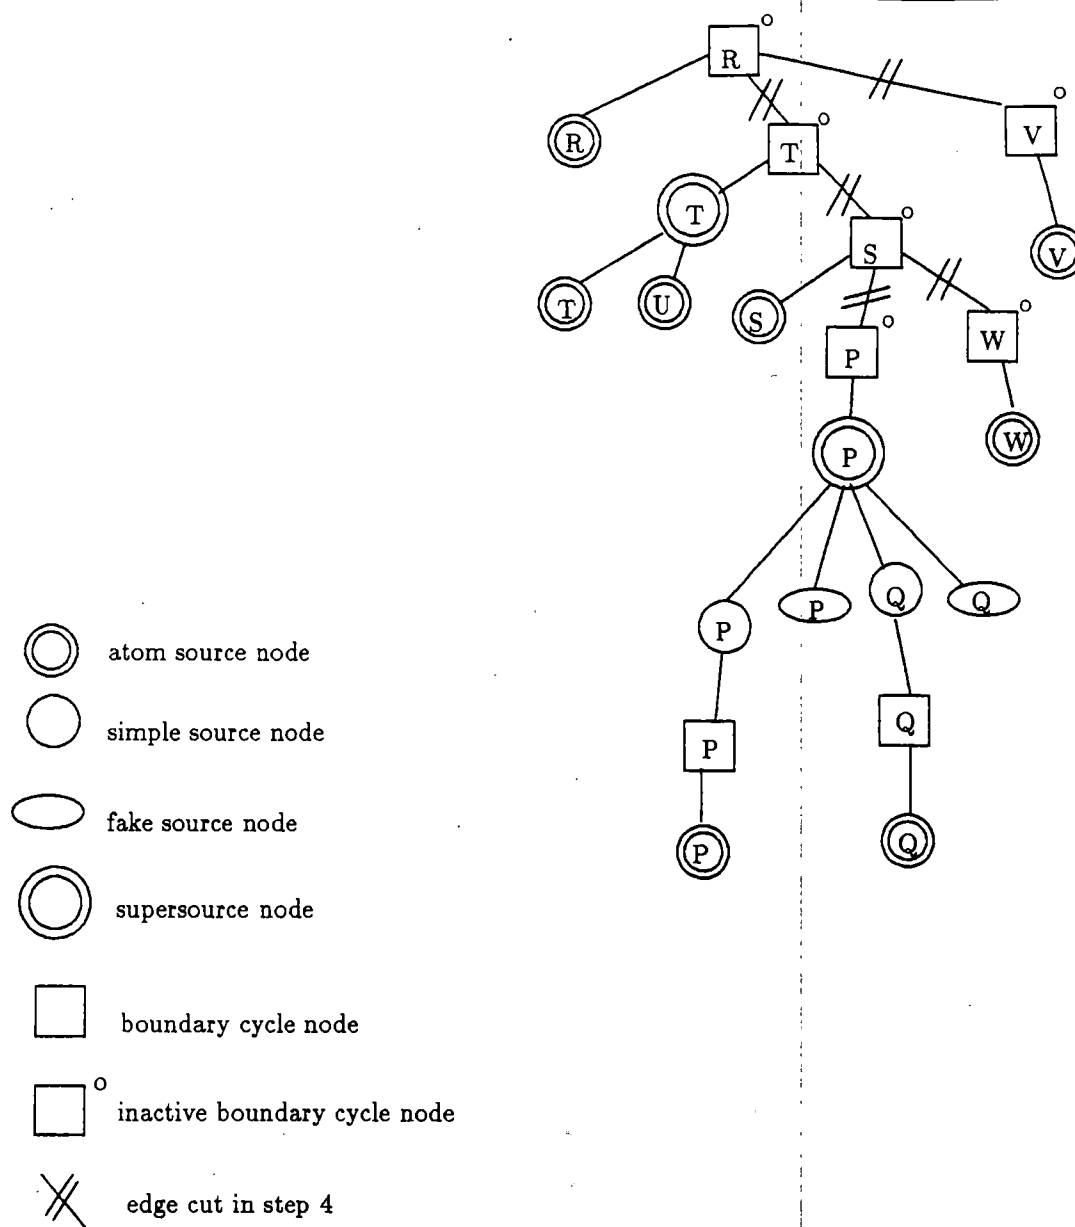 o
R
o
R
o
V
T
T
o
V
S
T
U
S
o
o
W
P
W
P
P
Q
Q
P
atom source node
simple source node
P
Q
fake source node
P
Q
supersource node
boundary cycle node
o
inactive boundary cycle node
edge cut in step 4